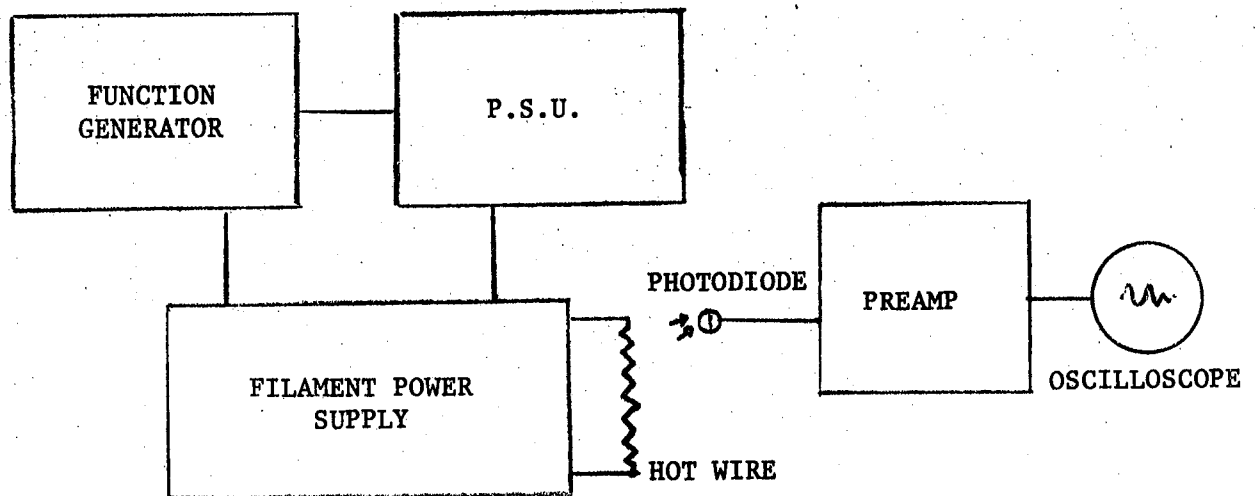 FUNCTION
GENERATOR
P.S.U.
PHOTODIODE
PREAMP
OSCILLOSCOPE
FILAMENT POWER
SUPPLY
HOT WIRE